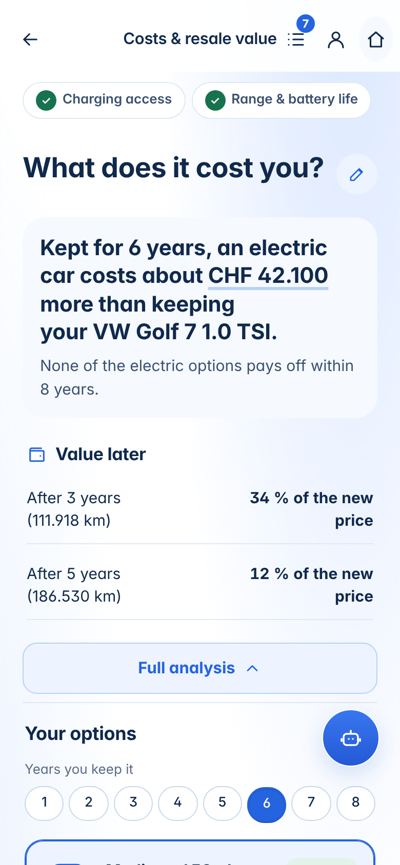 Costs & resale value
7
Charging access
Range & battery life
What does it cost you?
Kept for 6 years, an electric
car costs about CHF 42.100
more than keeping
your VW Golf 7 1.0 TSI.
None of the electric options pays off within
8 years.
Value later
After 3 years
(111.918 km)
34 % of the new
price
After 5 years
(186.530 km)
12 % of the new
price
Full analysis
Your options
Years you keep it
1 2 3 4 5 6 7 8